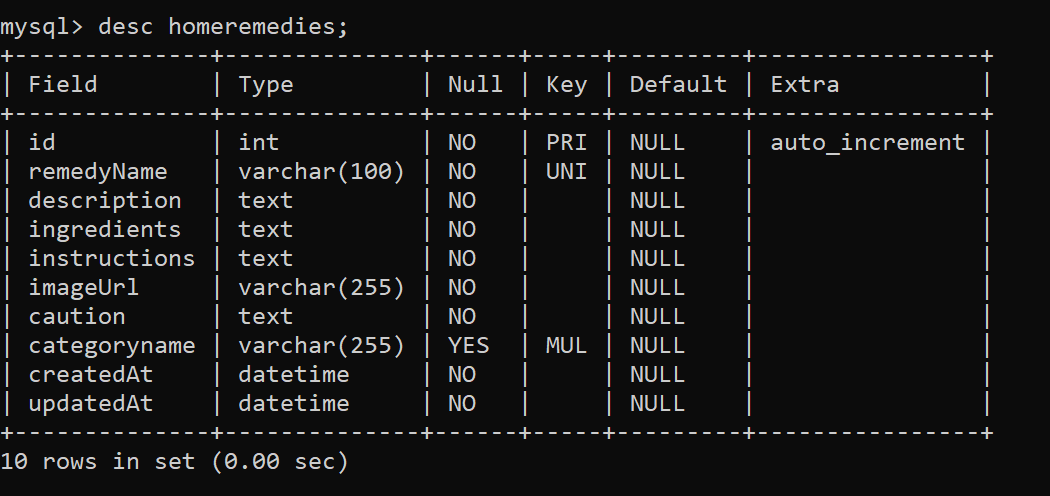 mysql> desc homeremedies;
+--------------+--------------+------+-----+---------+----------------+
| Field        | Type         | Null | Key | Default | Extra          |
+--------------+--------------+------+-----+---------+----------------+
| id           | int          | NO   | PRI | NULL    | auto_increment |
| remedyName   | varchar(100) | NO   | UNI | NULL    |                |
| description  | text         | NO   |     | NULL    |                |
| ingredients  | text         | NO   |     | NULL    |                |
| instructions | text         | NO   |     | NULL    |                |
| imageUrl     | varchar(255) | NO   |     | NULL    |                |
| caution      | text         | NO   |     | NULL    |                |
| categoryname | varchar(255) | YES  | MUL | NULL    |                |
| createdAt    | datetime     | NO   |     | NULL    |                |
| updatedAt    | datetime     | NO   |     | NULL    |                |
+--------------+--------------+------+-----+---------+----------------+
10 rows in set (0.00 sec)